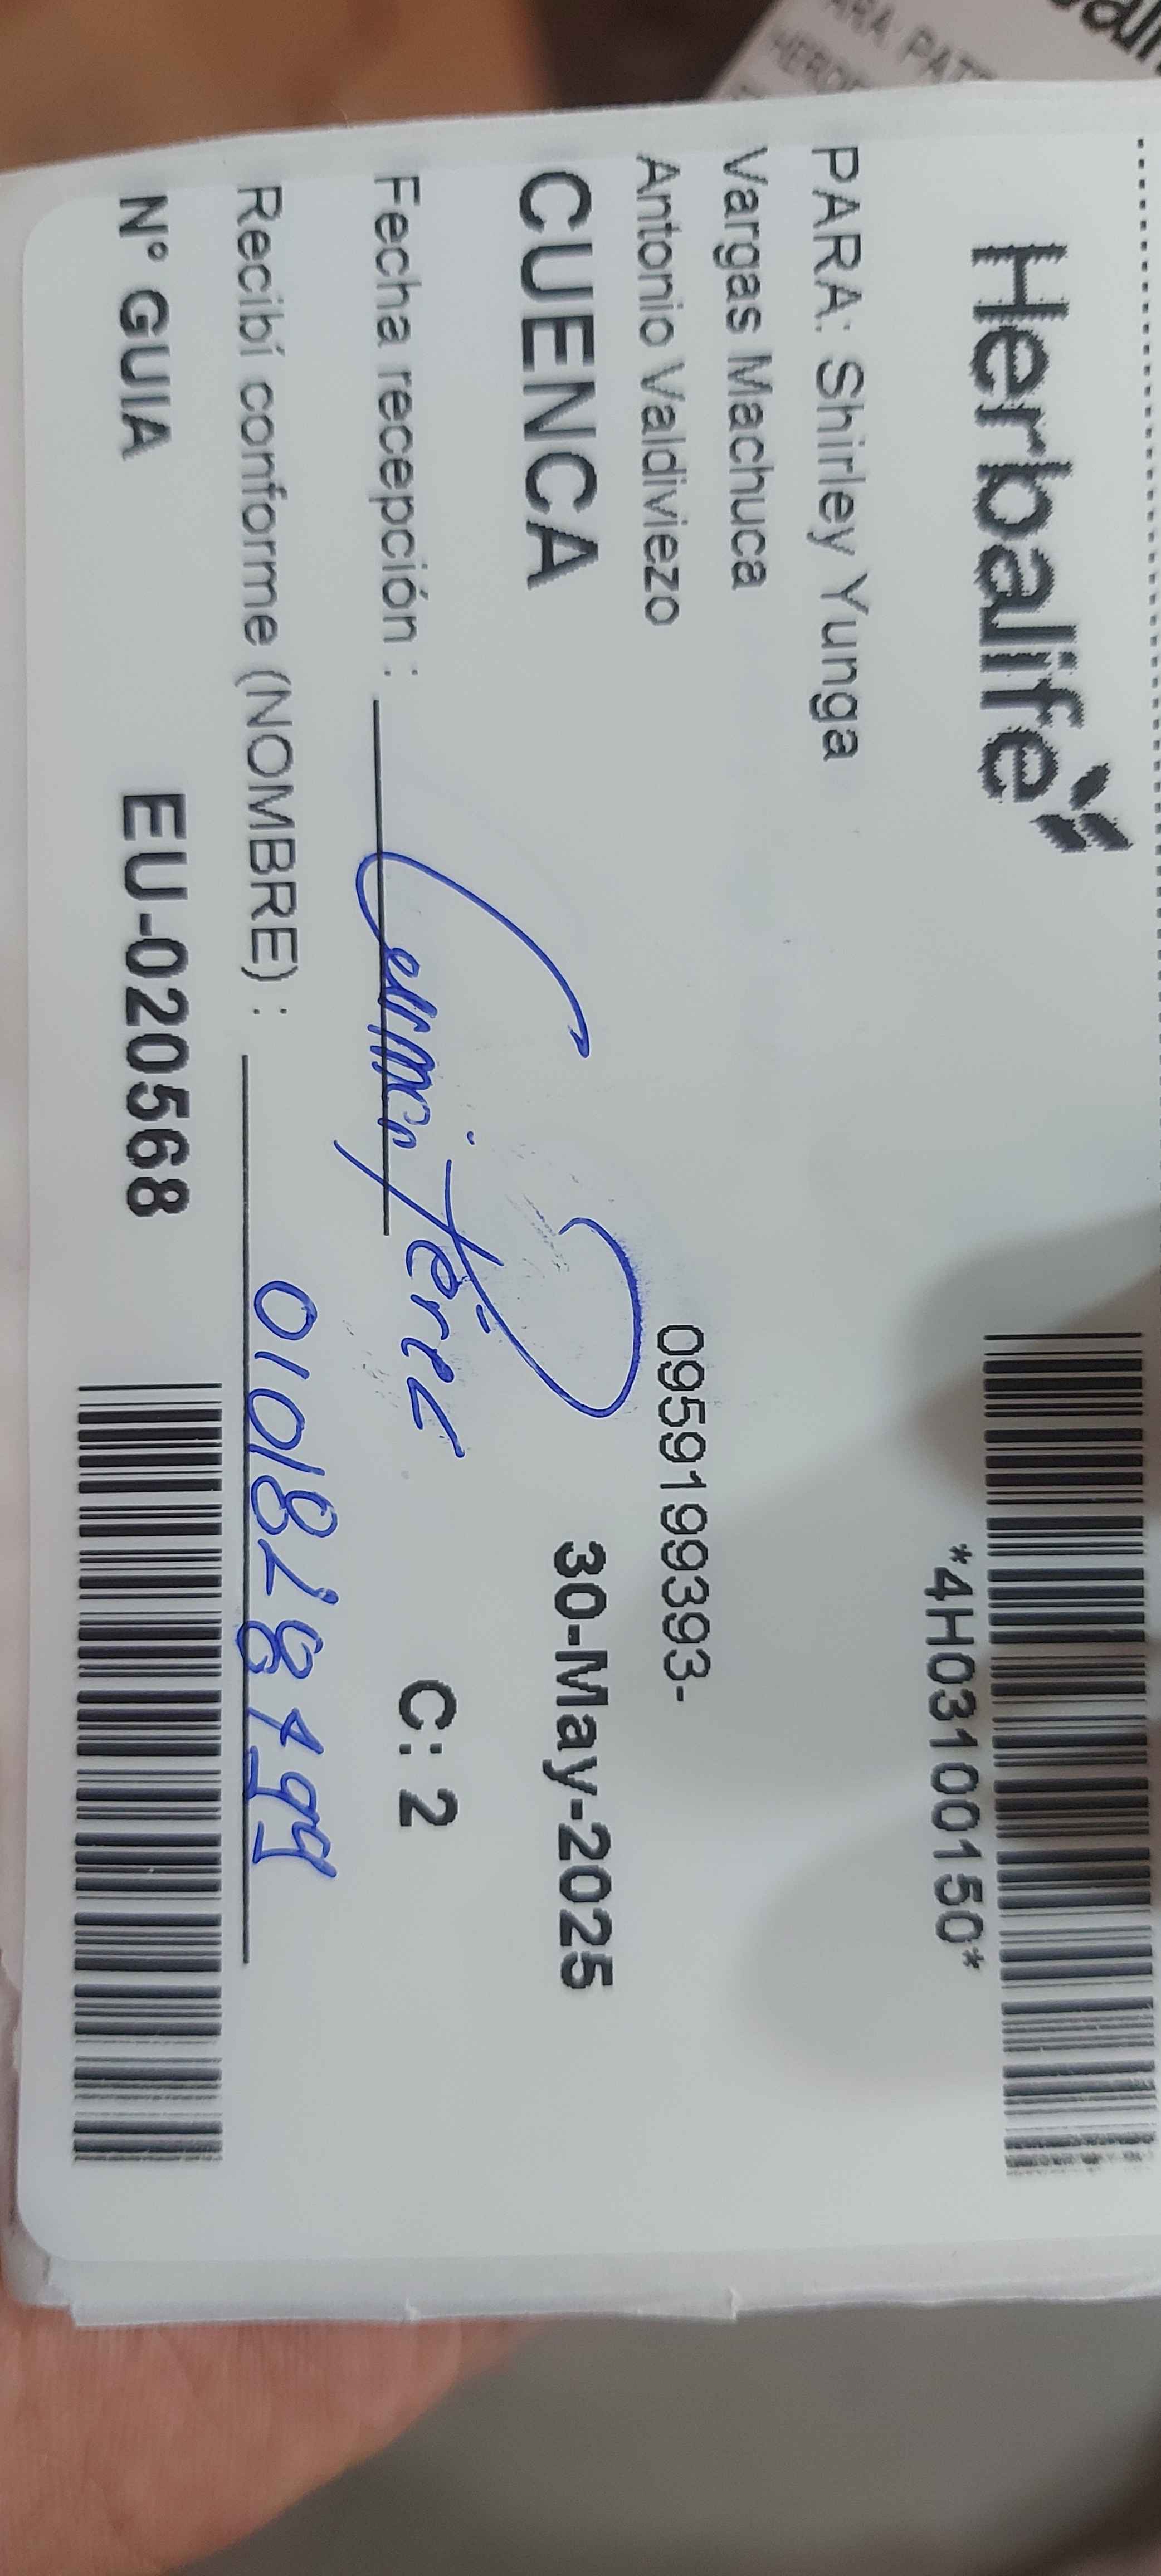 Herbalife
*4H03100150*
PARA: Shirley Yunga
Vargas Machuca
Antonio Valdiviezo
0959199393-
CUENCA
30-May-2025
Fecha recepción :
C: 2
Recibí conforme (NOMBRE) :
N° GUIA
EU-020568